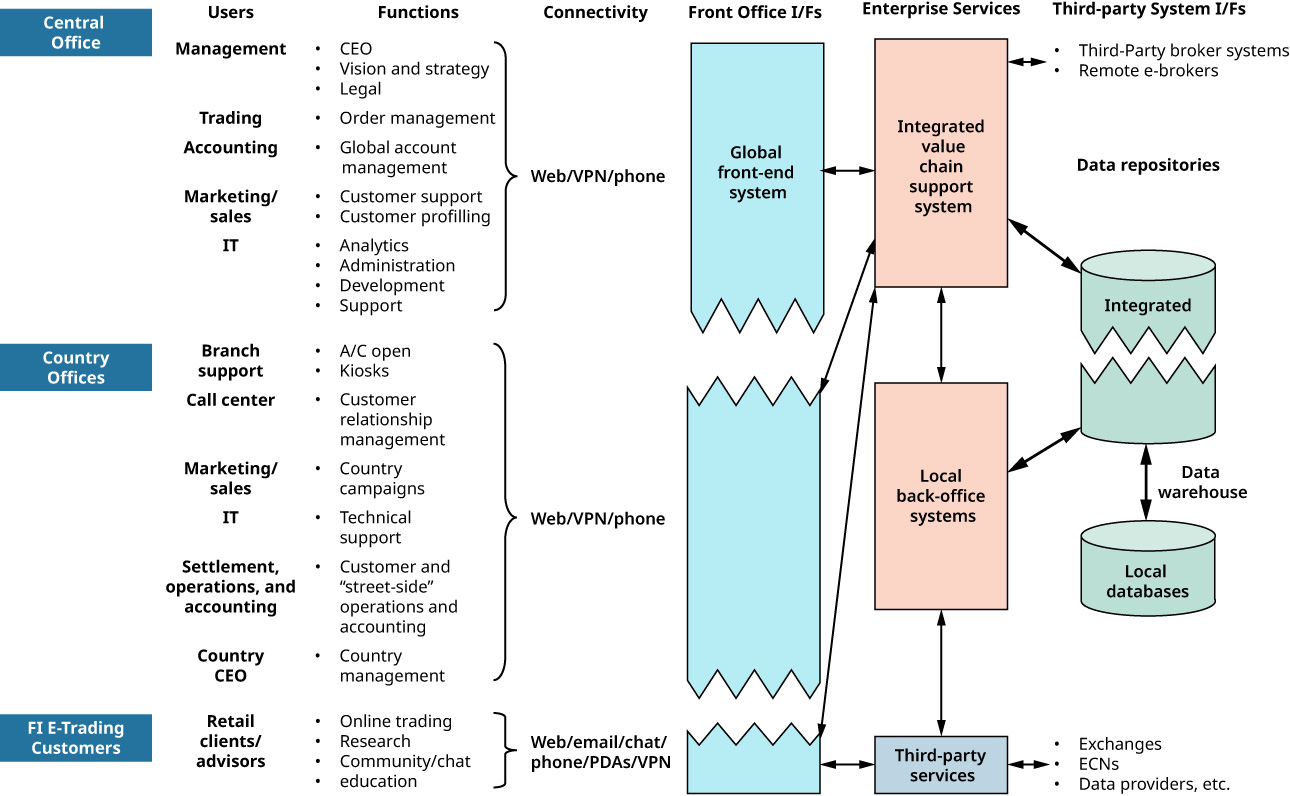 Users
Functions
Connectivity
Front Office I/Fs
Enterprise Services
Third-party System I/Fs
Central
Office
Management
• CEO
• Vision and strategy
• Legal
Trading
• Order management
Accounting
• Global account
management
Marketing/
sales
• Customer support
• Customer profilling
IT
• Analytics
• Administration
• Development
• Support
Web/VPN/phone
Country
Offices
Branch
support
• A/C open
• Kiosks
Call center
• Customer
relationship
management
Marketing/
sales
• Country
campaigns
IT
• Technical
support
Settlement,
operations, and
accounting
• Customer and
“street-side”
operations and
accounting
Country
CEO
• Country
management
Web/VPN/phone
FI E-Trading
Customers
Retail
clients/
advisors
• Online trading
• Research
• Community/chat
• education
Web/email/chat/
phone/PDAs/VPN
Global
front-end
system
Integrated
value
chain
support
system
Local
back-office
systems
Third-party
services
• Third-Party broker systems
• Remote e-brokers
Data repositories
Integrated
Data
warehouse
Local
databases
• Exchanges
• ECNs
• Data providers, etc.